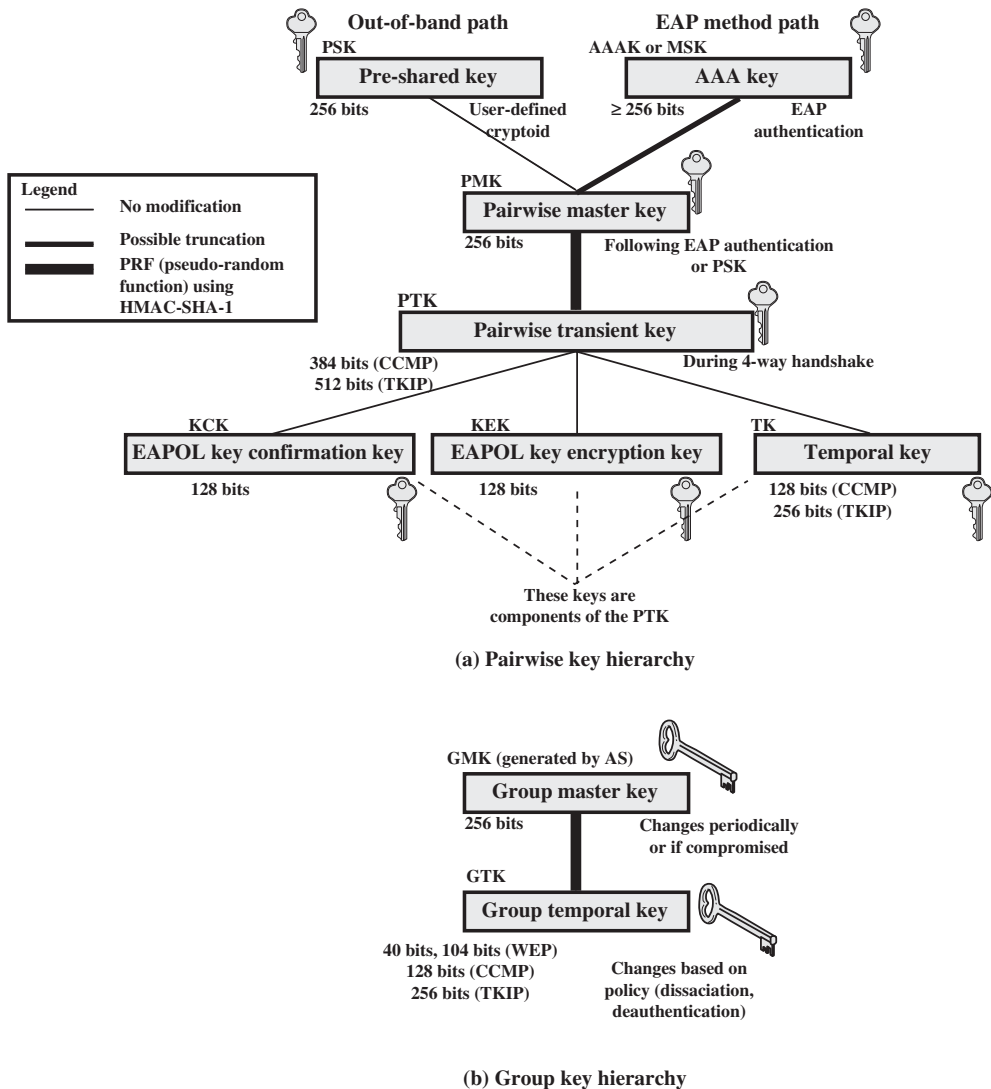 Out-of-band path
EAP method path
PSK
AAAK or MSK
Pre-shared key
AAA key
256 bits
User-defined
cryptoid
≥ 256 bits
EAP
authentication
Legend
No modification
Possible truncation
PRF (pseudo-random
function) using
HMAC-SHA-1
PMK
Pairwise master key
256 bits
Following EAP authentication
or PSK
PTK
Pairwise transient key
384 bits (CCMP)
512 bits (TKIP)
During 4-way handshake
KCK
KEK
TK
EAPOL key confirmation key
EAPOL key encryption key
Temporal key
128 bits
128 bits
128 bits (CCMP)
256 bits (TKIP)
These keys are
components of the PTK
(a) Pairwise key hierarchy
GMK (generated by AS)
Group master key
256 bits
Changes periodically
or if compromised
GTK
Group temporal key
40 bits, 104 bits (WEP)
128 bits (CCMP)
256 bits (TKIP)
Changes based on
policy (dissaciation,
deauthentication)
(b) Group key hierarchy